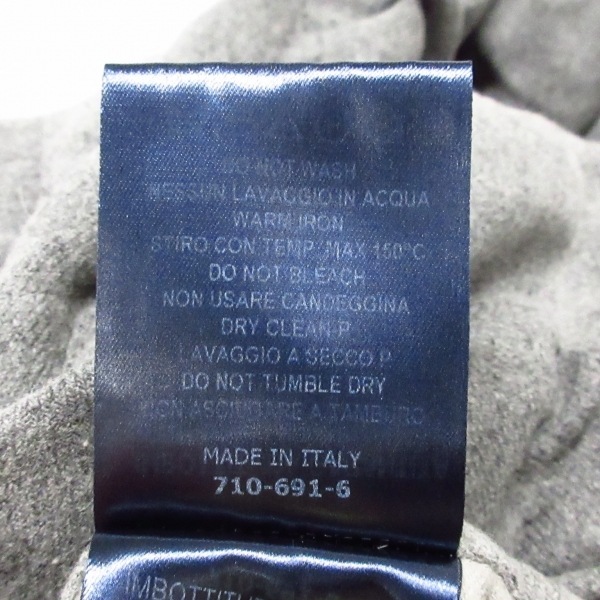 DO NOT WASH
NESSUN LAVAGGIO IN ACQUA
WARM IRON
STIRO CON TEMP. MAX 150°C
DO NOT BLEACH
NON USARE CANDEGGINA
DRY CLEAN P
LAVAGGIO A SECCO P
DO NOT TUMBLE DRY
NON ASCIUGARE A TAMBURO
MADE IN ITALY
710-691-6